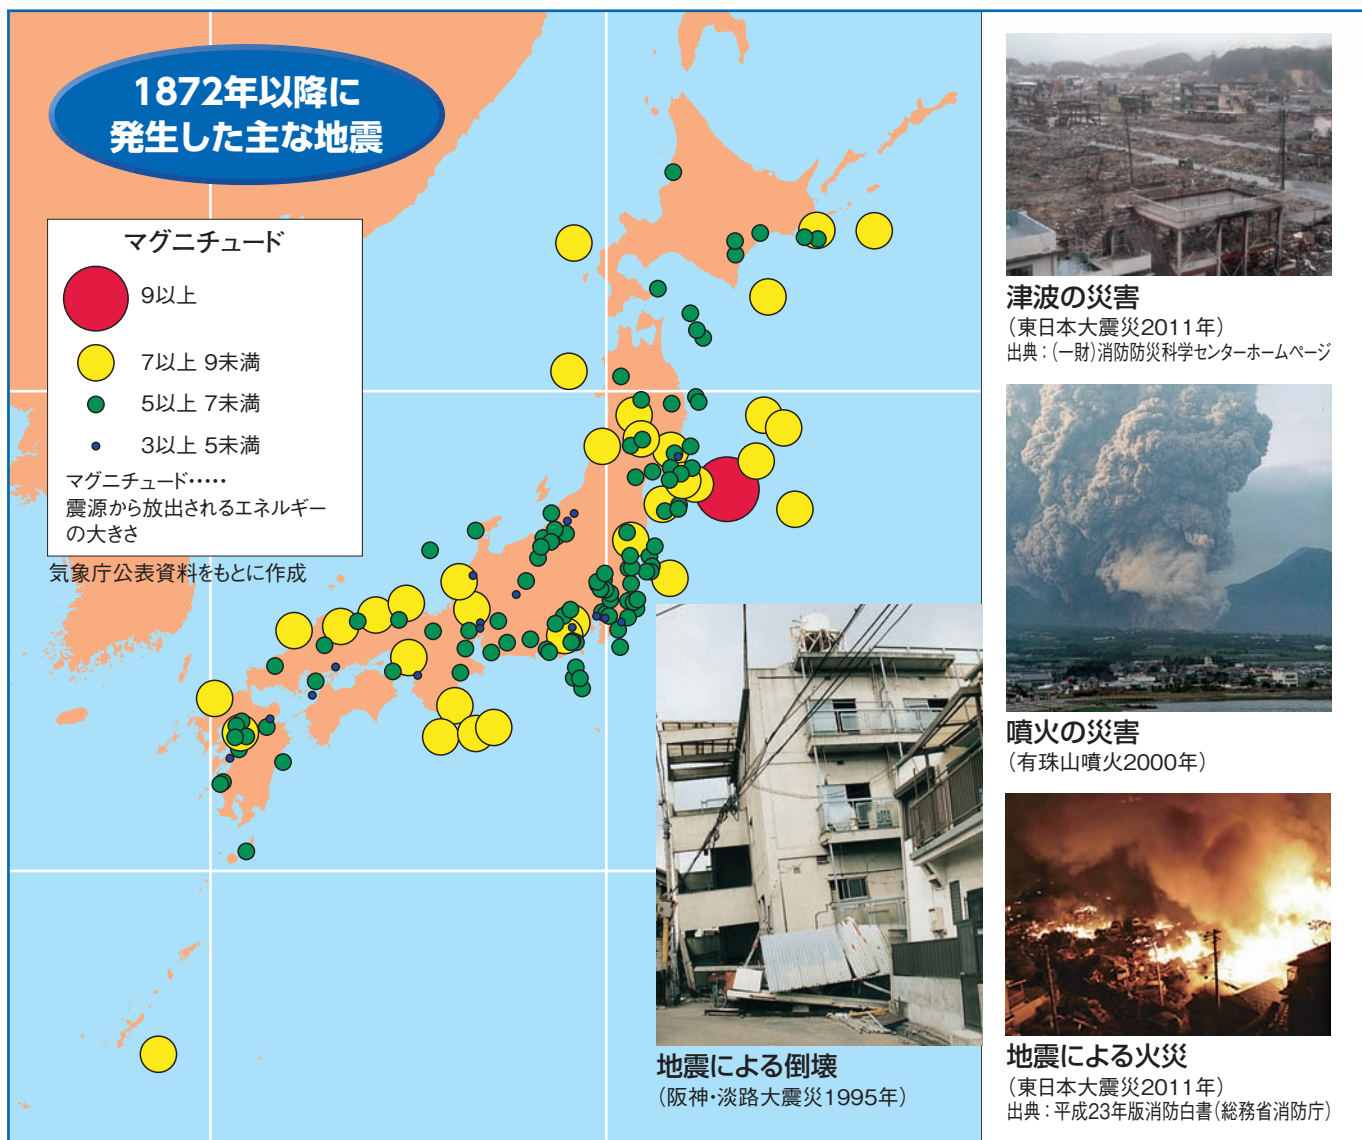 1872年以降に
発生した主な地震
マグニチュード
9以上
7以上 9未満
5以上 7未満
3以上 5未満
マグニチュード・・・・・
震源から放出されるエネルギー
の大きさ
気象庁公表資料をもとに作成
地震による倒壊
（阪神・淡路大震災1995年）
津波の災害
（東日本大震災2011年）
出典：（一財）消防防災科学センターホームページ
噴火の災害
（有珠山噴火2000年）
地震による火災
（東日本大震災2011年）
出典：平成23年版消防白書（総務省消防庁）